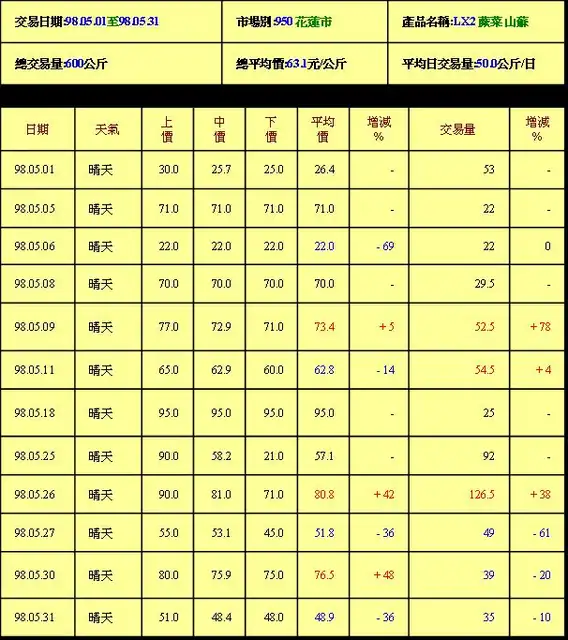 交易日期:98.05.01至98.05.31 市場別:950 花蓮市 產品名稱:LX2 蕨菜 山蘇
總交易量:600公斤 總平均價:63.1元/公斤 平均日交易量:50.0公斤/日
日期 天氣 上價 中價 下價 平均價 增減% 交易量 增減%
98.05.01 晴天 30.0 25.7 25.0 26.4 - 53 -
98.05.05 晴天 71.0 71.0 71.0 71.0 - 22 -
98.05.06 晴天 22.0 22.0 22.0 22.0 - 69 22 0
98.05.08 晴天 70.0 70.0 70.0 70.0 - 29.5 -
98.05.09 晴天 77.0 72.9 71.0 73.4 + 5 52.5 + 78
98.05.11 晴天 65.0 62.9 60.0 62.8 - 14 54.5 + 4
98.05.18 晴天 95.0 95.0 95.0 95.0 - 25 -
98.05.25 晴天 90.0 58.2 21.0 57.1 - 92 -
98.05.26 晴天 90.0 81.0 71.0 80.8 + 42 126.5 + 38
98.05.27 晴天 55.0 53.1 45.0 51.8 - 36 49 - 61
98.05.30 晴天 80.0 75.9 75.0 76.5 + 48 39 - 20
98.05.31 晴天 51.0 48.4 48.0 48.9 - 36 35 - 10